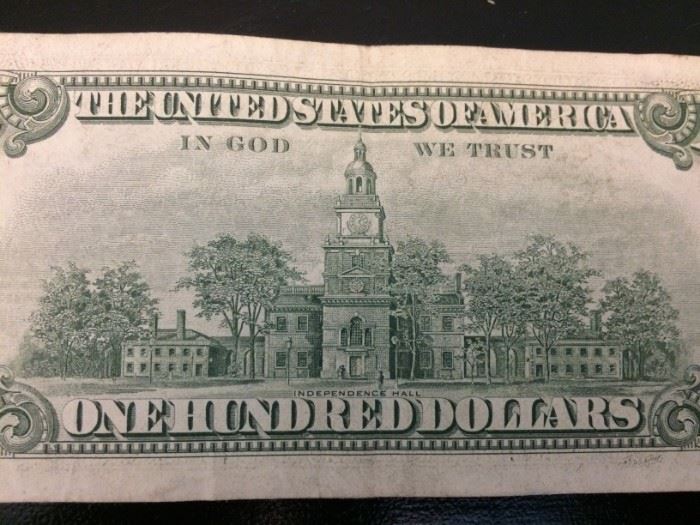 THE UNITED STATES OF AMERICA
IN GOD WE TRUST
INDEPENDENCE HALL
ONE HUNDRED DOLLARS